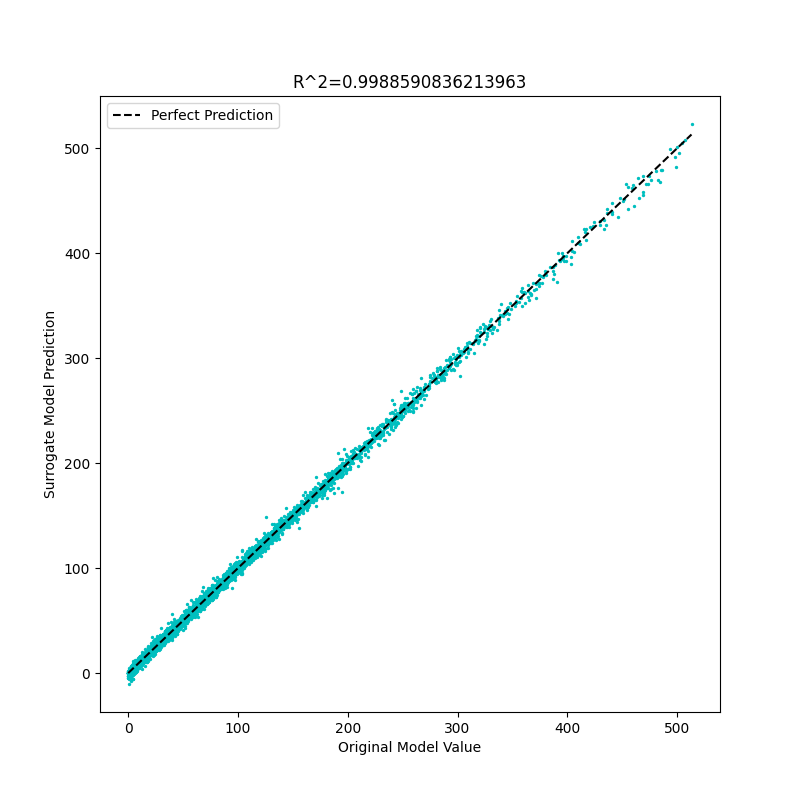 R^2=0.9988590836213963
Perfect Prediction
500
400
300
200
100
0
Surrogate Model Prediction
0 100 200 300 400 500
Original Model Value